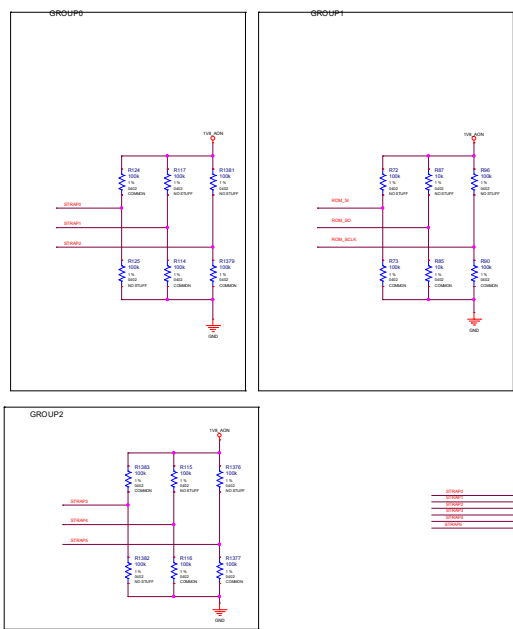 GROUP0
1V8_AON
R124
100k
1%
0402
COMMON
R117
100k
1%
0402
NO STUFF
R1381
100k
1%
0402
NO STUFF
STRAP0
STRAP1
STRAP2
R125
100k
1%
0402
NO STUFF
R114
100k
1%
0402
COMMON
R1379
100k
1%
0402
COMMON
GND
GROUP1
1V8_AON
R72
100k
1%
0402
NO STUFF
R87
10k
1%
0402
NO STUFF
R96
100k
1%
0402
NO STUFF
ROM_SI
ROM_SO
ROM_SCLK
R73
100k
1%
0402
COMMON
R85
10k
1%
0402
COMMON
R90
100k
1%
0402
COMMON
GND
GROUP2
1V8_AON
R1383
100k
1%
0402
COMMON
R115
100k
1%
0402
NO STUFF
R1376
100k
1%
0402
NO STUFF
STRAP3
STRAP4
STRAP5
R1382
100k
1%
0402
NO STUFF
R116
100k
1%
0402
COMMON
R1377
100k
1%
0402
COMMON
GND
STRAP0
STRAP1
STRAP2
STRAP3
STRAP4
STRAP5